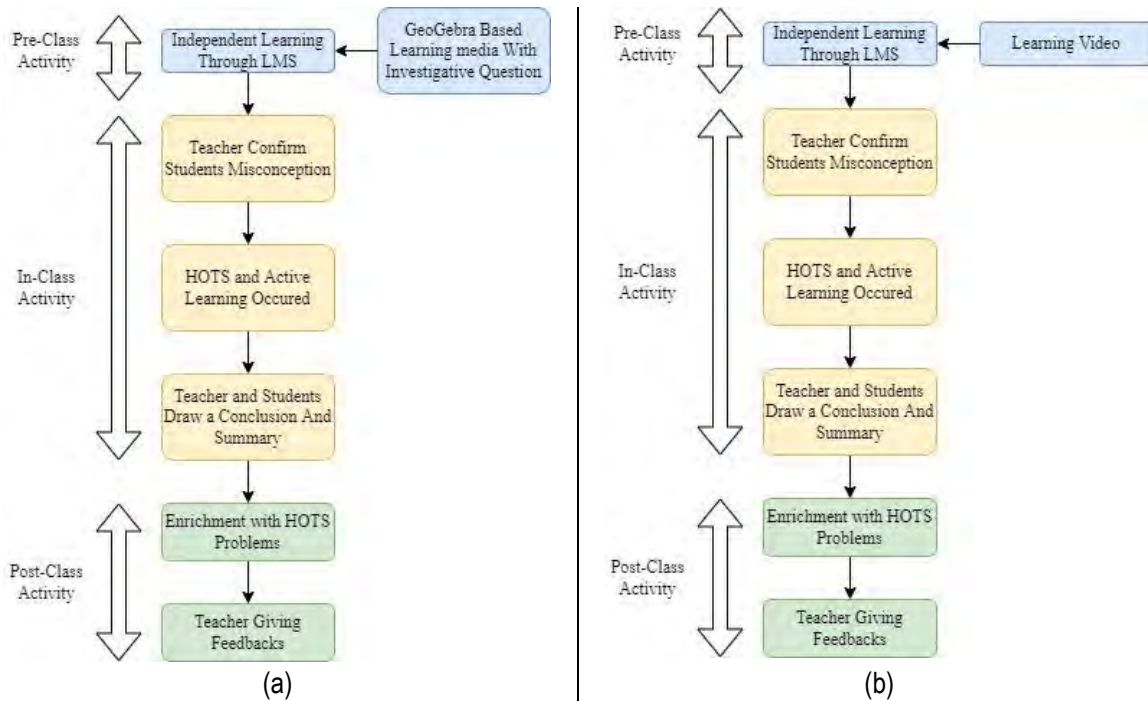 Pre-Class
Activity
Independent Learning
Through LMS
GeoGebra Based
Learning media With
Investigative Question
Teacher Confirm
Students Misconception
In-Class
Activity
HOTS and Active
Learning Occured
Teacher and Students
Draw a Conclusion And
Summary
Enrichment with HOTS
Problems
Post-Class
Activity
Teacher Giving
Feedbacks
(a)
Pre-Class
Activity
Independent Learning
Through LMS
Learning Video
Teacher Confirm
Students Misconception
In-Class
Activity
HOTS and Active
Learning Occured
Teacher and Students
Draw a Conclusion And
Summary
Enrichment with HOTS
Problems
Post-Class
Activity
Teacher Giving
Feedbacks
(b)